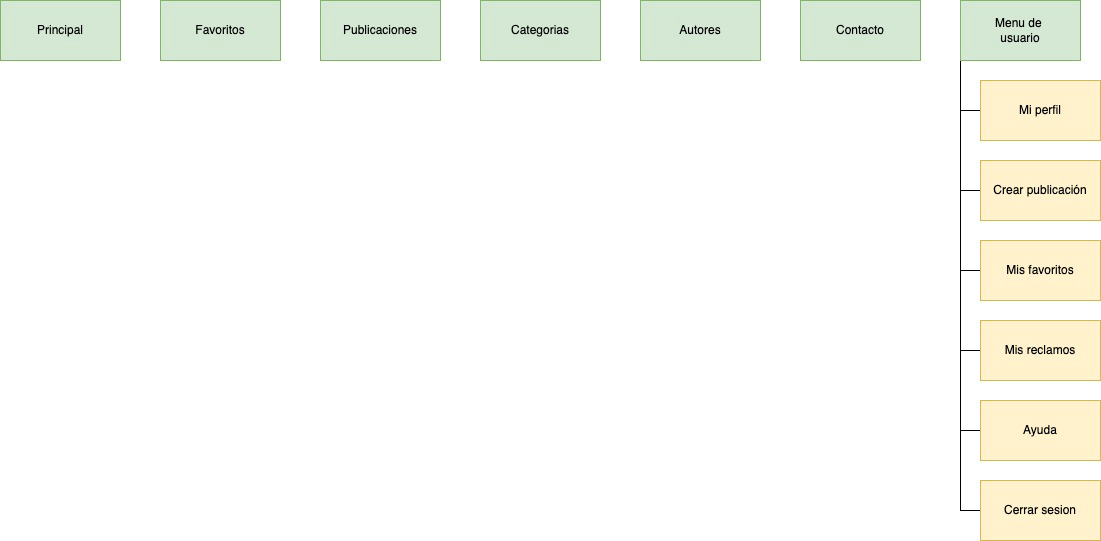 Principal
Favoritos
Publicaciones
Categorias
Autores
Contacto
Menu de
usuario
Mi perfil
Crear publicación
Mis favoritos
Mis reclamos
Ayuda
Cerrar sesion